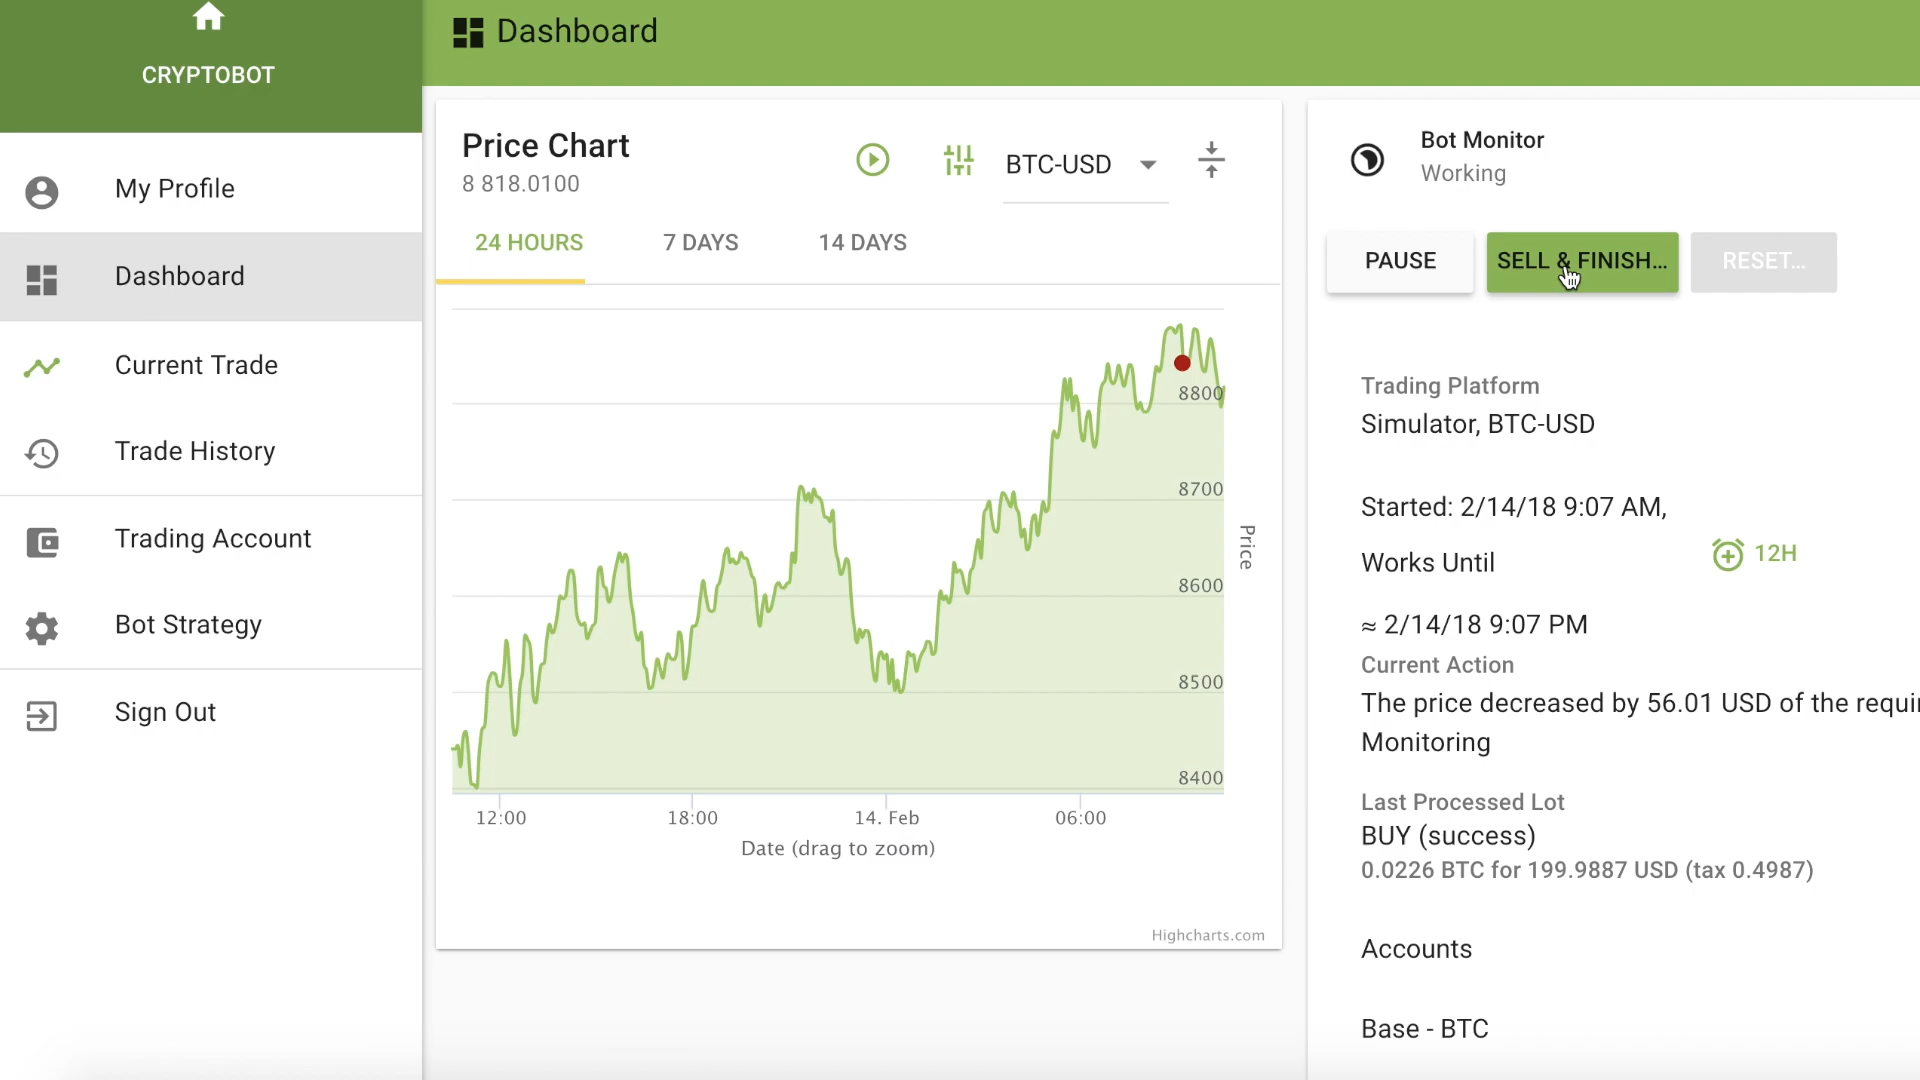 CRYPTOBOT
My Profile
Dashboard
Current Trade
Trade History
Trading Account
Bot Strategy
Sign Out
Dashboard
Price Chart
8 818.0100
BTC-USD
24 HOURS
7 DAYS
14 DAYS
8800
8700
8600
8500
8400
Price
12:00
18:00
14. Feb
06:00
Date (drag to zoom)
Highcharts.com
Bot Monitor
Working
PAUSE
SELL & FINISH...
RESET...
Trading Platform
Simulator, BTC-USD
Started: 2/14/18 9:07 AM,
Works Until
12H
≈ 2/14/18 9:07 PM
Current Action
The price decreased by 56.01 USD of the
Monitoring
Last Processed Lot
BUY (success)
0.0226 BTC for 199.9887 USD (tax 0.4987)
Accounts
Base - BTC